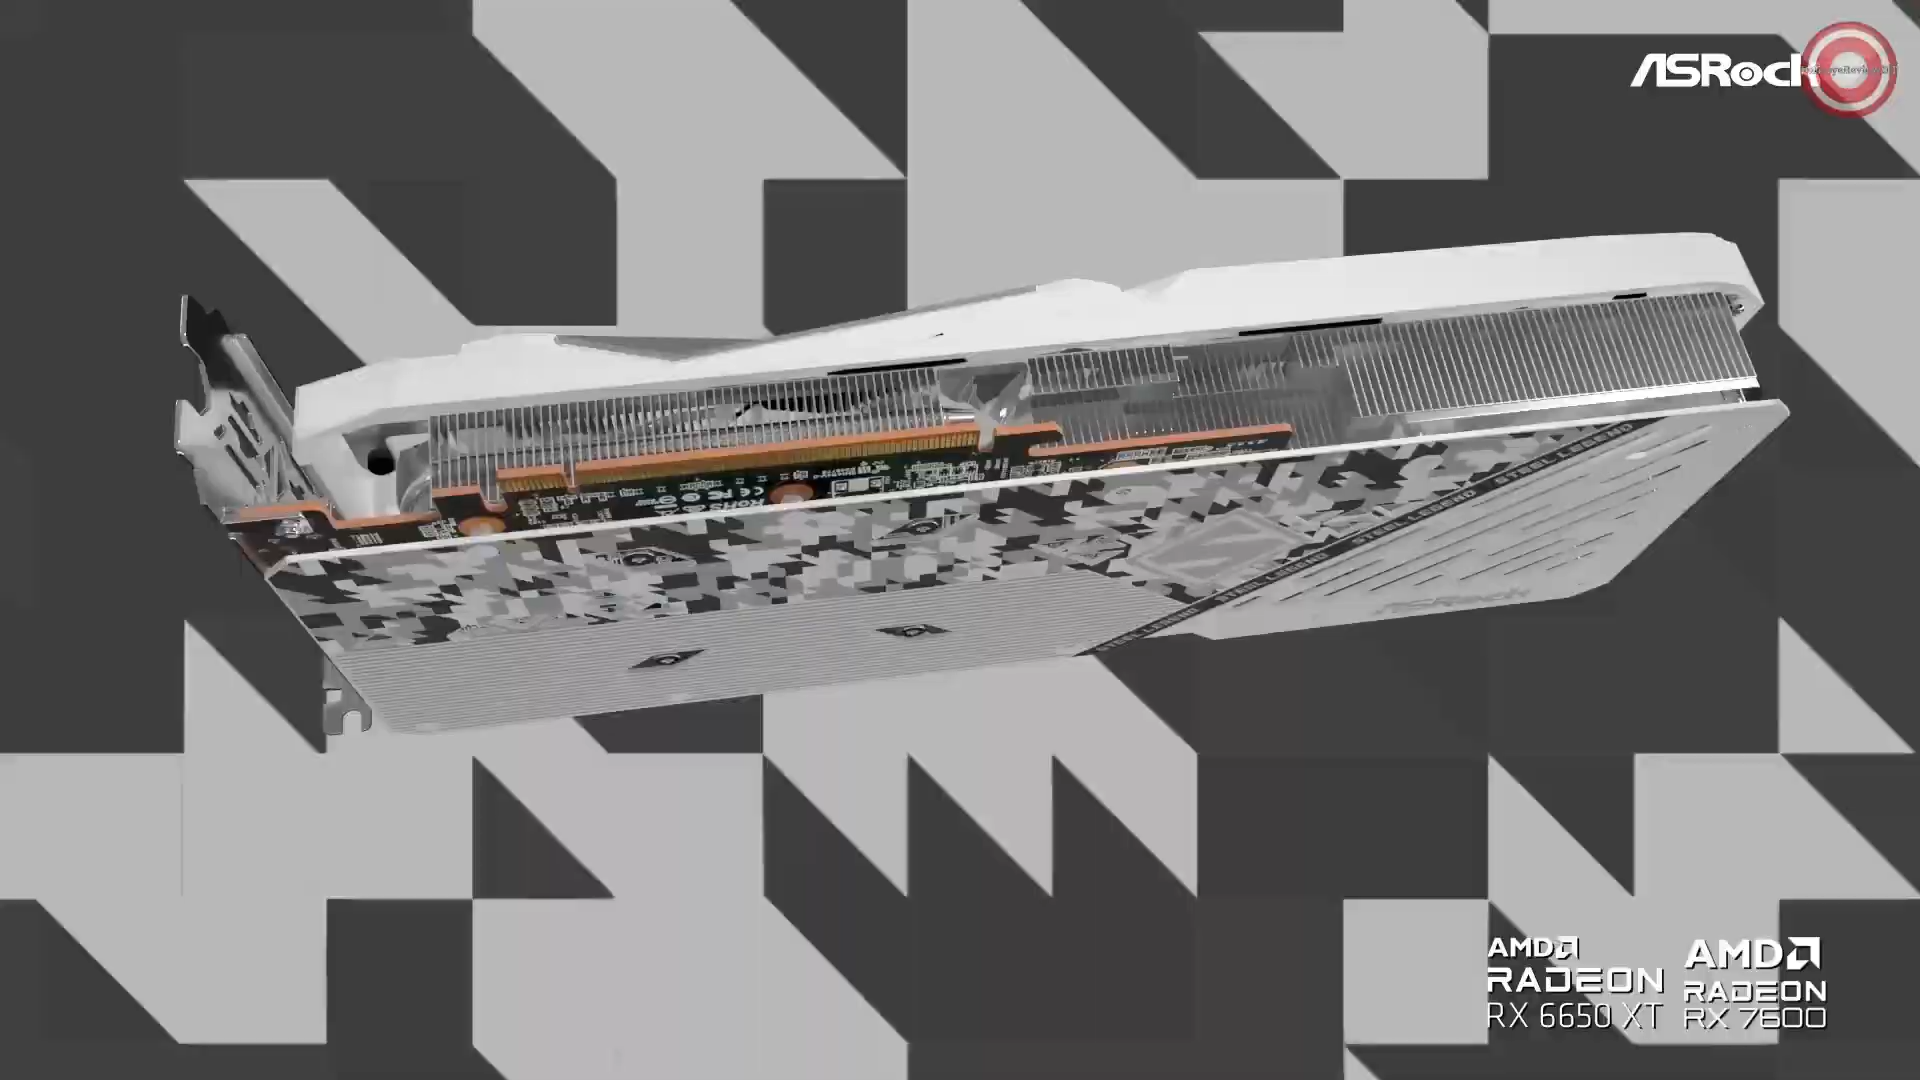 ASRock
STEEL LEGEND STEEL LEGEND STEEL LEGEND STEEL LEGEND
ASRock
AMD
RADEON
RX 6650 XT
AMD
RADEON
RX 7600